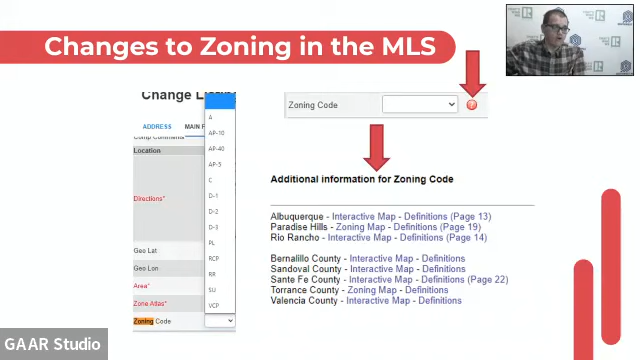 Changes to Zoning in the MLS
Change Listing
ADDRESS
MAIN F
Comp Comments
Location
Directions*
Geo Lat
Geo Lon
Area*
Zone Atlas*
Zoning Code
A
AP-10
AP-40
AP-5
C
D-1
D-2
D-3
PL
RCP
RR
SU
VCP
Zoning Code
?
Additional information for Zoning Code
Albuquerque - Interactive Map - Definitions (Page 13)
Paradise Hills - Zoning Map - Definitions (Page 19)
Rio Rancho - Interactive Map - Definitions (Page 14)
Bernalillo County - Interactive Map - Definitions
Sandoval County - Interactive Map - Definitions
Sante Fe County - Interactive Map - Definitions (Page 22)
Torrance County - Zoning Map - Definitions
Valencia County - Interactive Map - Definitions
GAAR Studio